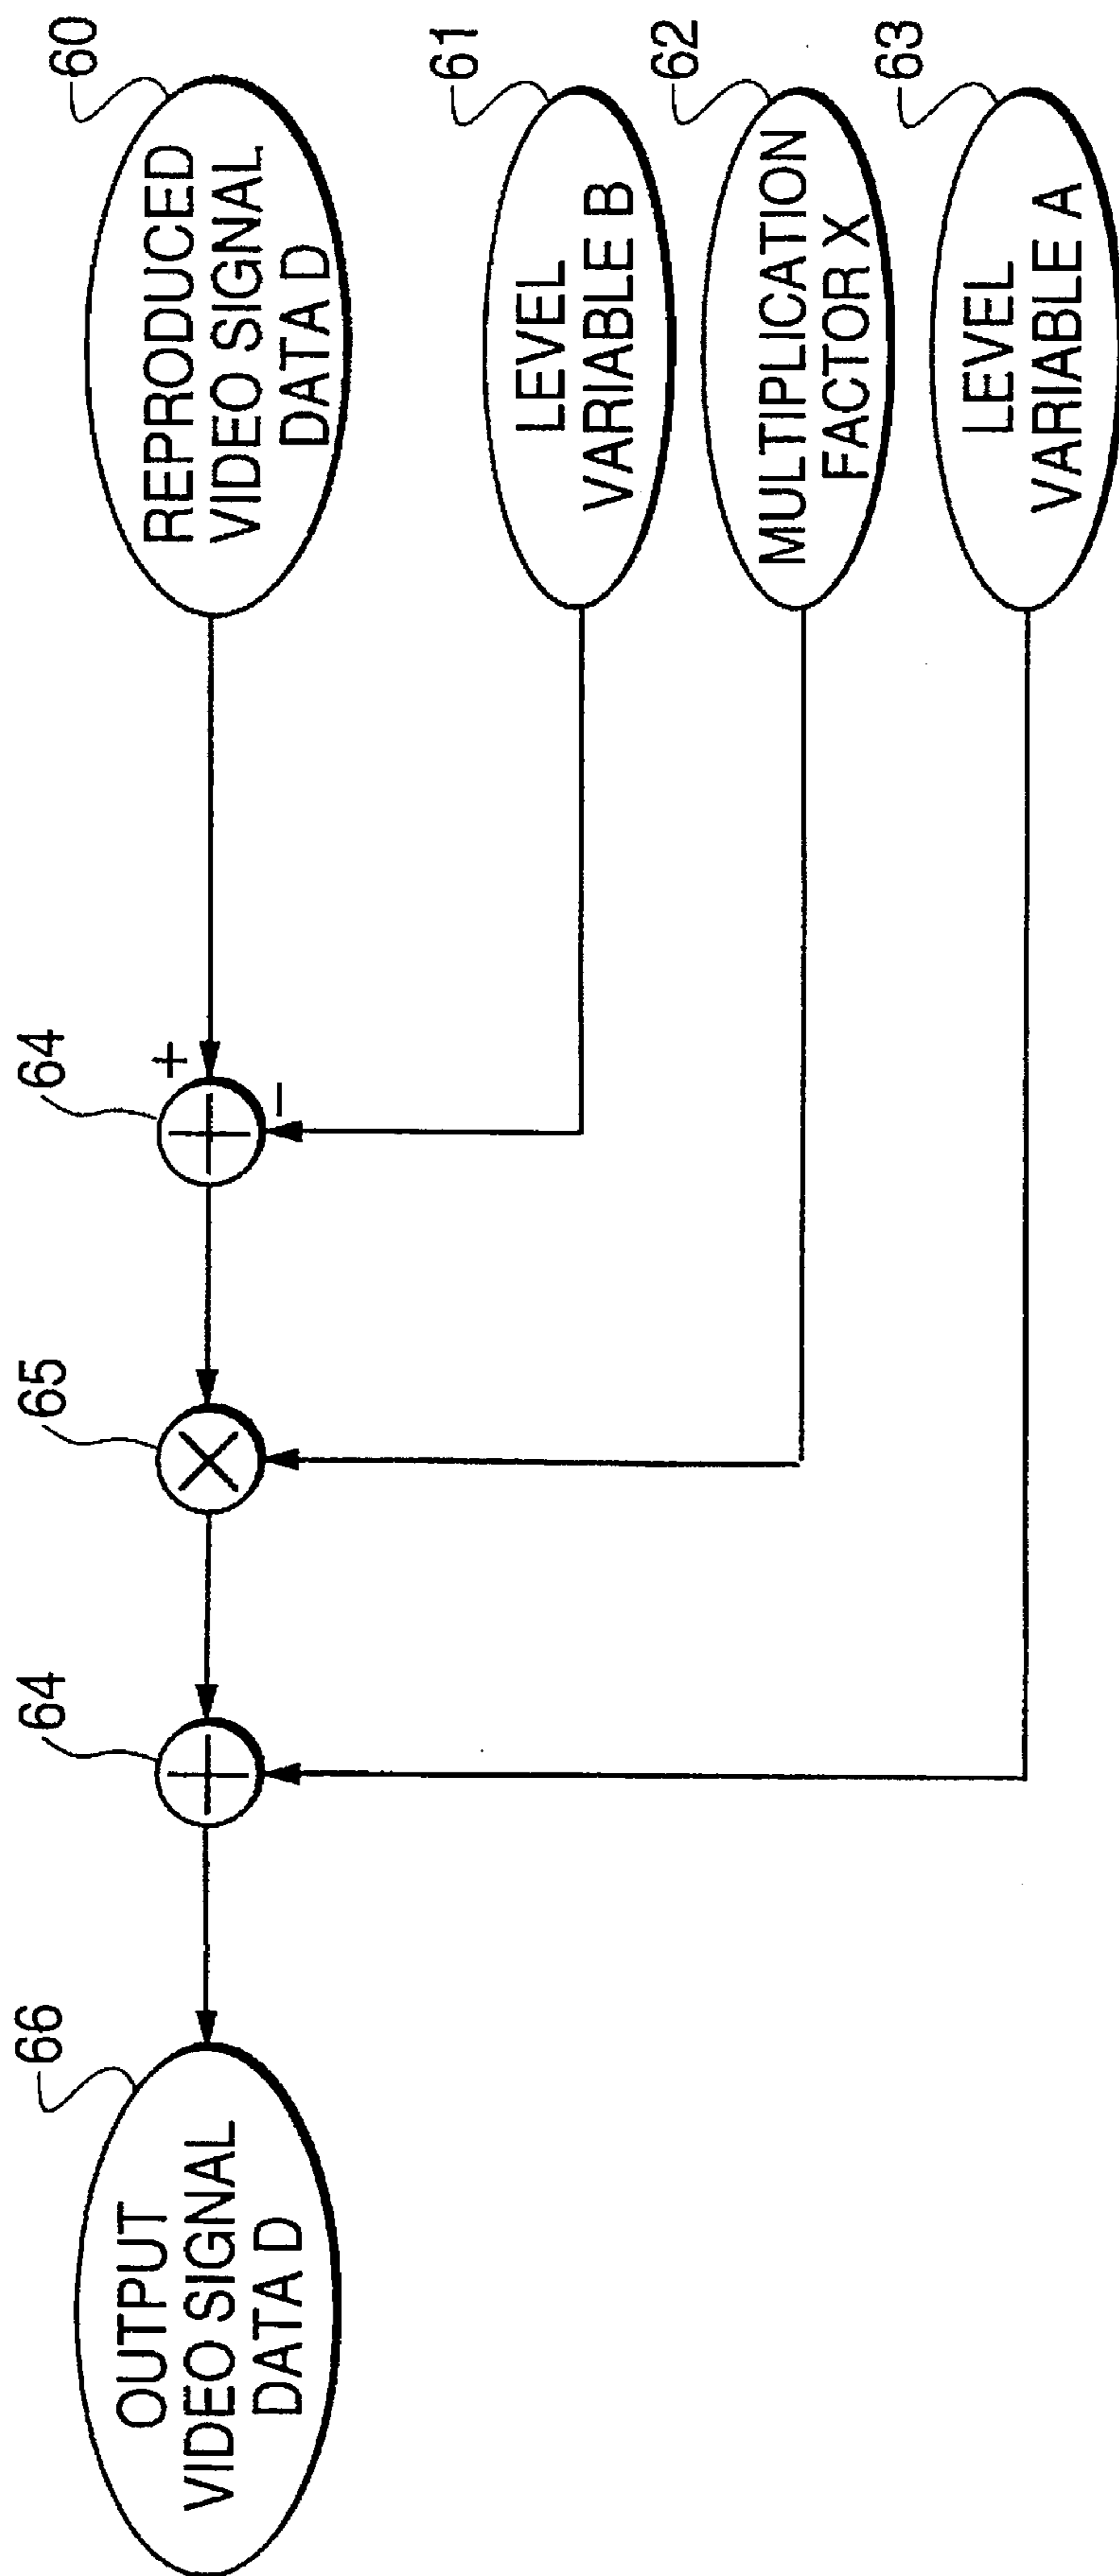 60
REPRODUCED
VIDEO SIGNAL
DATA D
61
LEVEL
VARIABLE B
62
MULTIPLICATION
FACTOR X
63
LEVEL
VARIABLE A
64
+
−
65
64
66
OUTPUT
VIDEO SIGNAL
DATA D